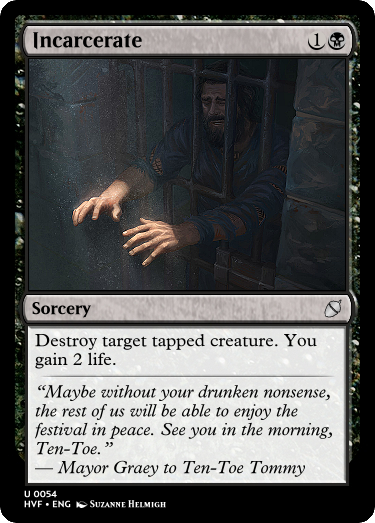 Incarcerate 1
Sorcery
Destroy target tapped creature. You
gain 2 life.
“Maybe without your drunken nonsense,
the rest of us will be able to enjoy the
festival in peace. See you in the morning,
Ten-Toe.”
— Mayor Graey to Ten-Toe Tommy
U 0054
HVF • ENG Suzanne Helmigh